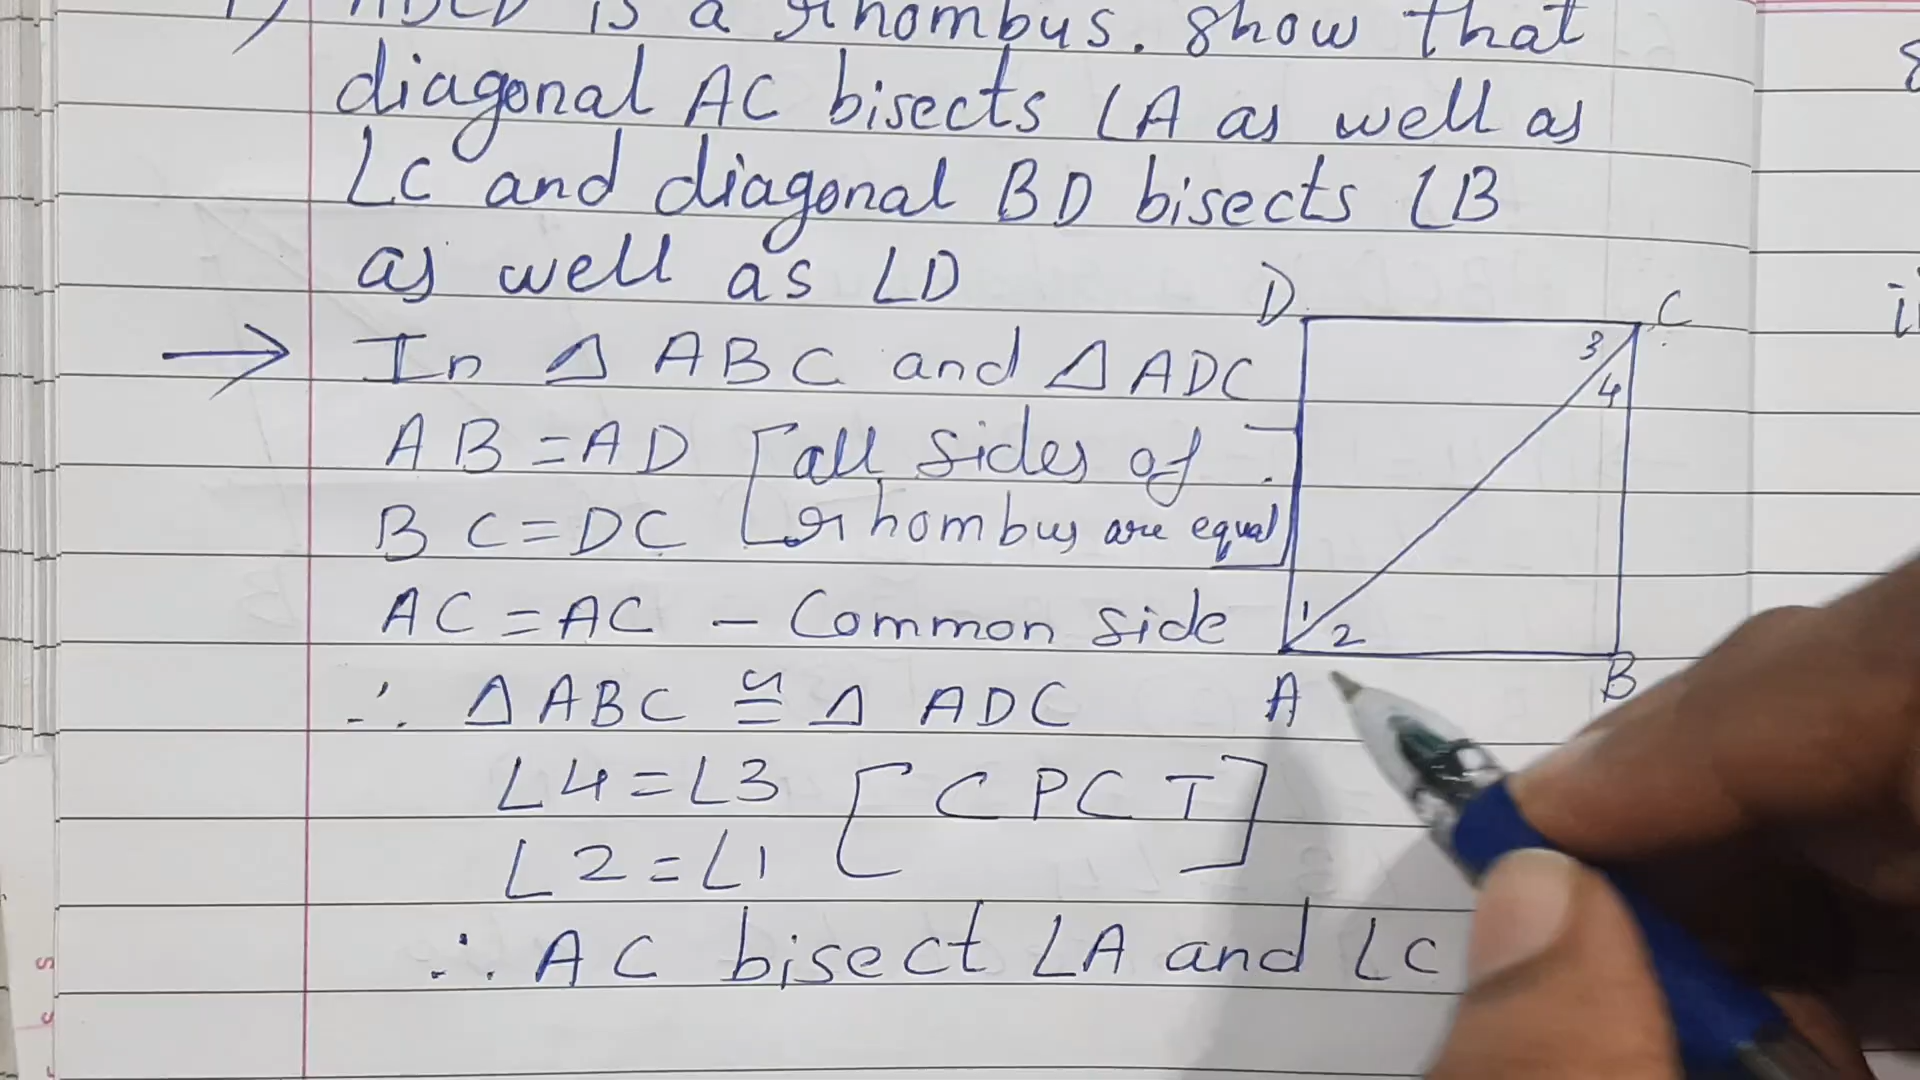 1) ABCD is a rhombus. Show that
diagonal AC bisects ∠A as well as
∠C and diagonal BD bisects ∠B
as well as ∠D
→ In Δ ABC and Δ ADC
AB = AD [all sides of
BC = DC rhombus are equal]
AC = AC - Common side
∴ Δ ABC ≅ Δ ADC
∠4 = ∠3 [CPCT]
∠2 = ∠1
∴ AC bisect ∠A and ∠C
D C
3
4
1 2
A B